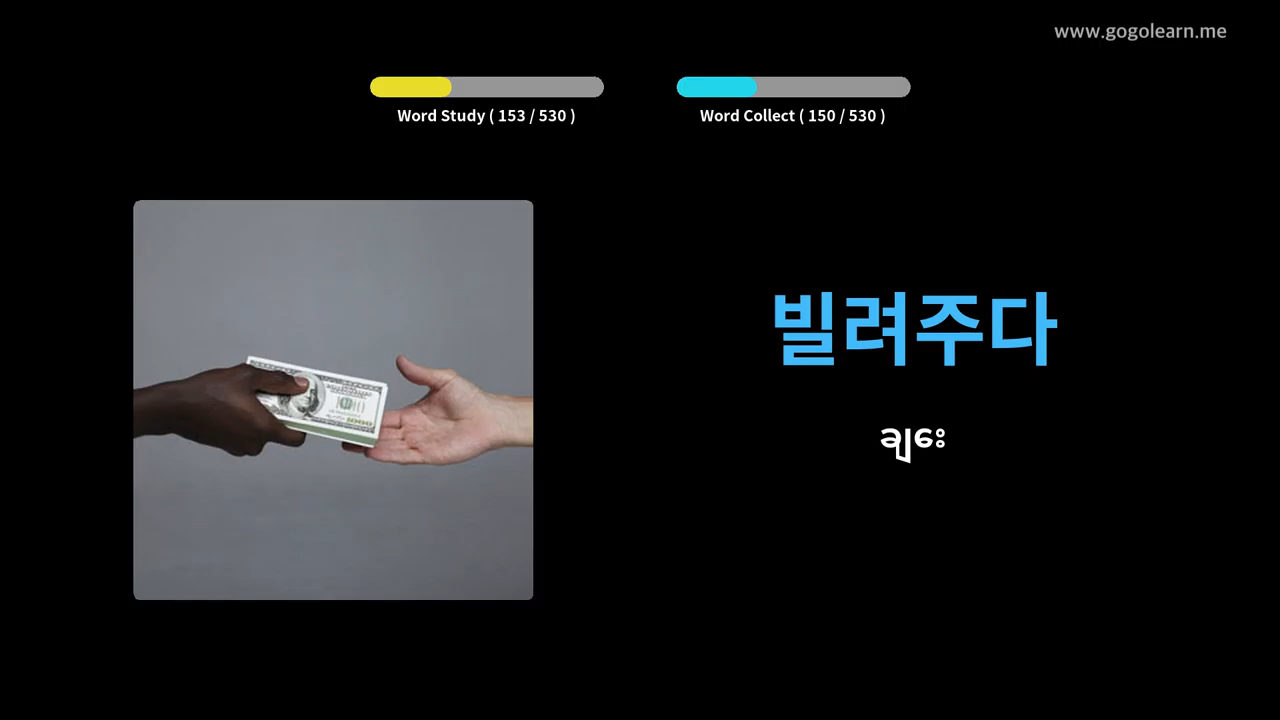 www.gogolearn.me
Word Study ( 153 / 530 )
Word Collect ( 150 / 530 )
빌려주다
ချေး